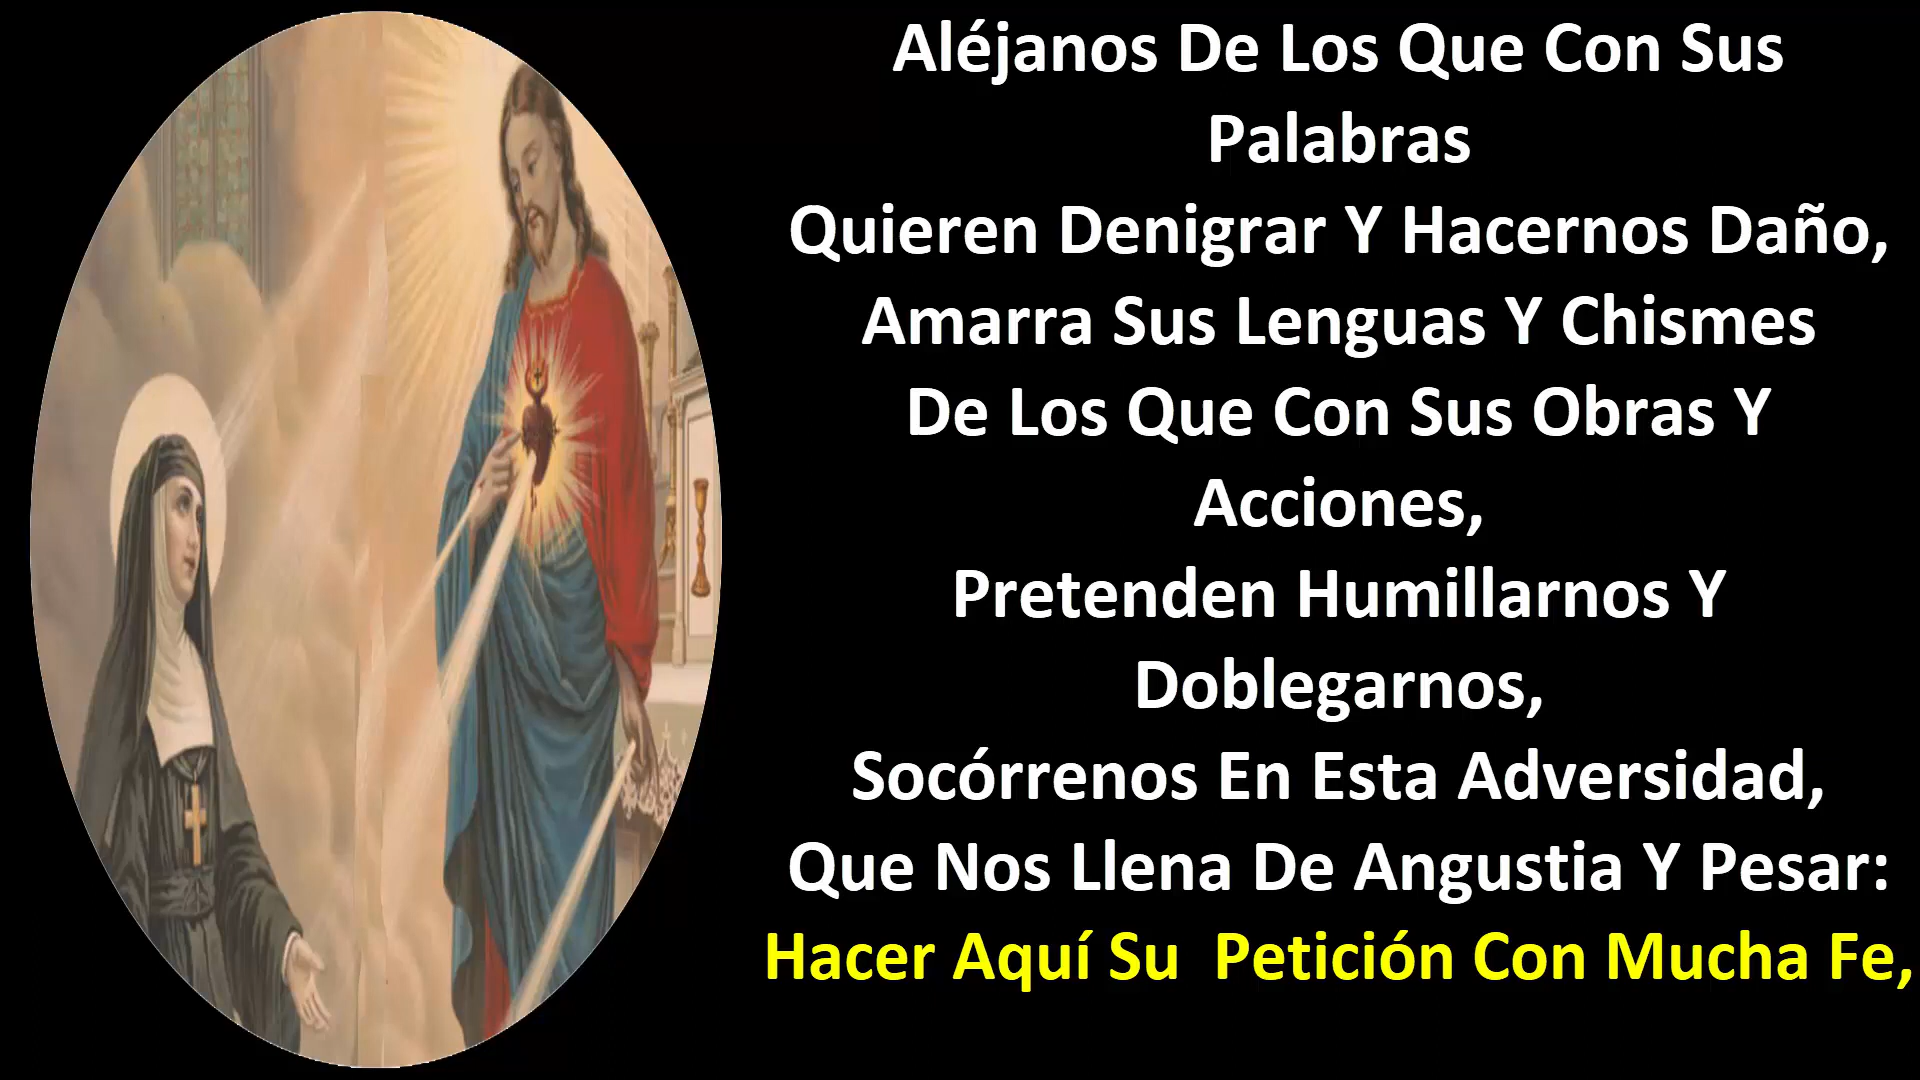 Aléjanos De Los Que Con Sus
Palabras
Quieren Denigrar Y Hacernos Daño,
Amarra Sus Lenguas Y Chismes
De Los Que Con Sus Obras Y
Acciones,
Pretenden Humillarnos Y
Doblegarnos,
Socórrenos En Esta Adversidad,
Que Nos Llena De Angustia Y Pesar:
Hacer Aquí Su  Petición Con Mucha Fe,